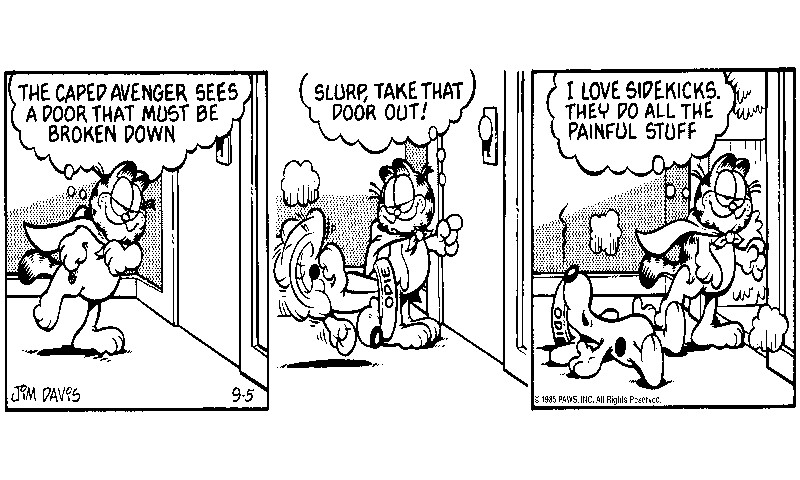 THE CAPED AVENGER SEES
A DOOR THAT MUST BE
BROKEN DOWN
JIM DAVIS
9-5
SLURP, TAKE THAT
DOOR OUT!
ODIE
I LOVE SIDEKICKS.
THEY DO ALL THE
PAINFUL STUFF
ODI
© 1985 PAWS, INC. All Rights Reserved.